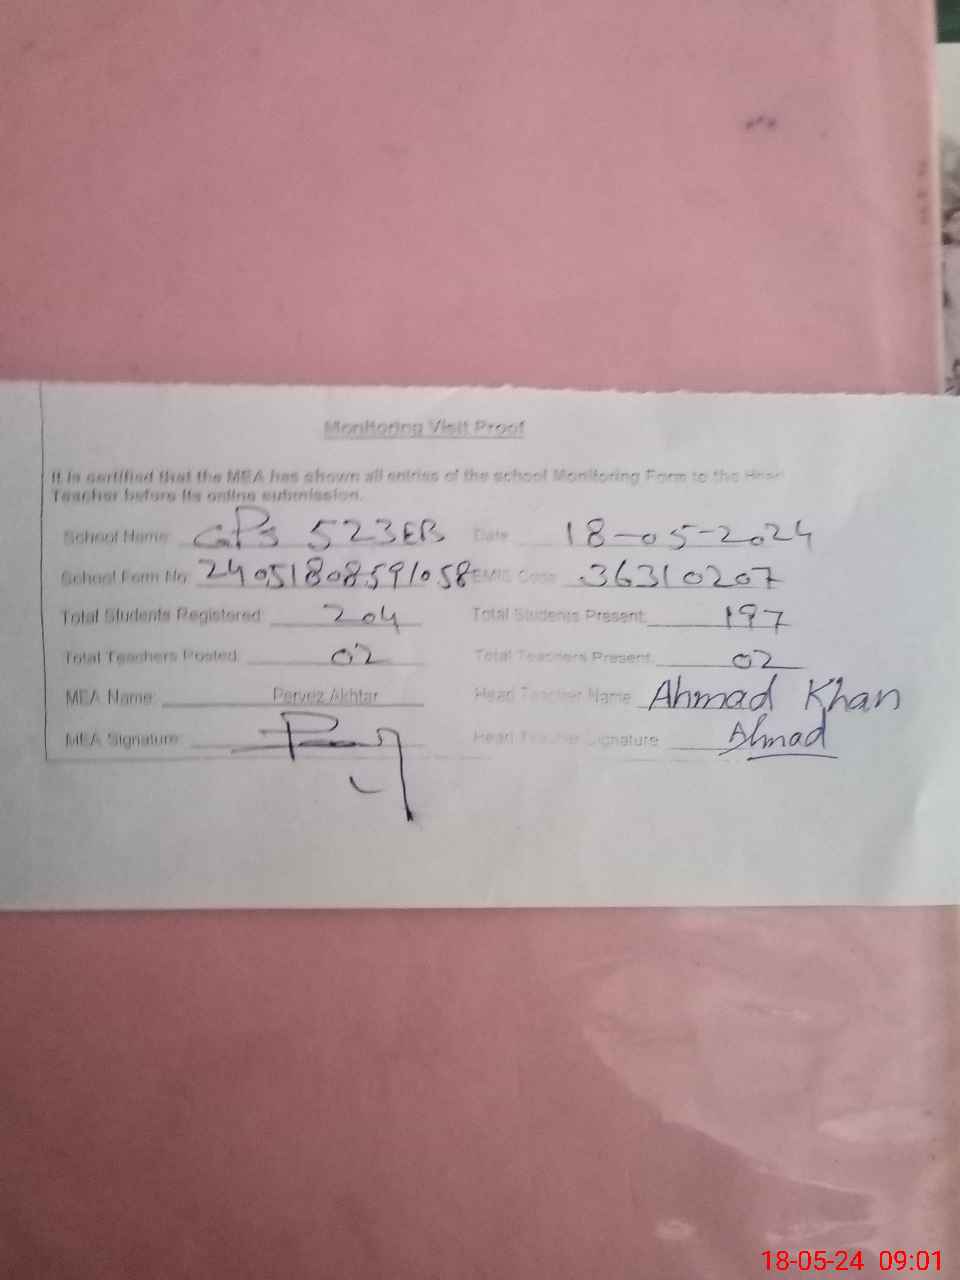 Monitoring Visit Proof
It is certified that the MEA has shown all entries of the school Monitoring Form to the Head
Teacher before its online submission.
School Name: GPS 523EB Date 18-05-2024
School Form No: 24051808591058 EMIS Code: 36310207
Total Students Registered: 204 Total Students Present: 197
Total Teachers Posted: 02 Total Teachers Present: 02
MEA Name: Pervez Akhtar Head Teacher Name Ahmad Khan
MEA Signature: Head Teacher Signature Ahmad
18-05-24 09:01